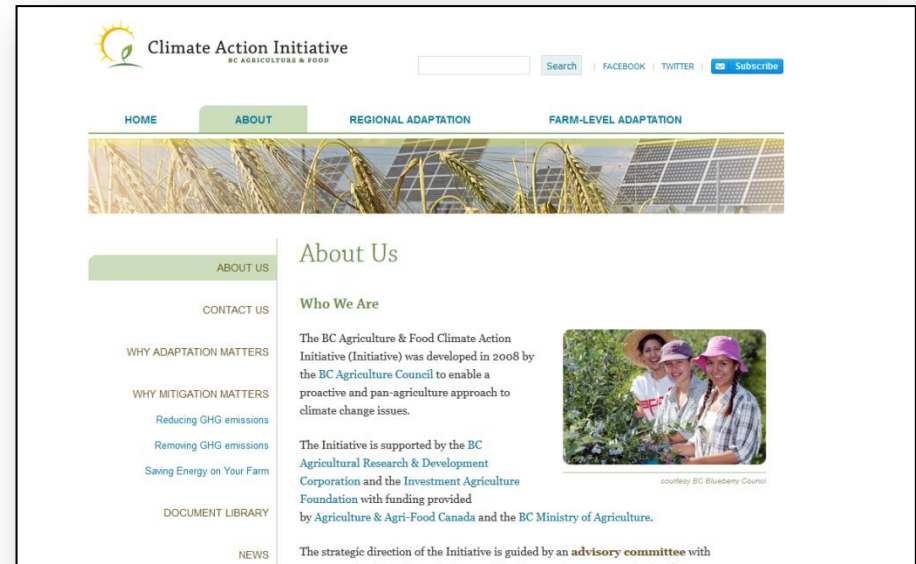 Climate Action Initiative
BC AGRICULTURE & FOOD
Search | FACEBOOK | TWITTER | Subscribe
HOME ABOUT REGIONAL ADAPTATION FARM-LEVEL ADAPTATION
ABOUT US
CONTACT US
WHY ADAPTATION MATTERS
WHY MITIGATION MATTERS
Reducing GHG emissions
Removing GHG emissions
Saving Energy on Your Farm
DOCUMENT LIBRARY
NEWS
About Us
Who We Are
The BC Agriculture & Food Climate Action
Initiative (Initiative) was developed in 2008 by
the BC Agriculture Council to enable a
proactive and pan-agriculture approach to
climate change issues.
The Initiative is supported by the BC
Agricultural Research & Development
Corporation and the Investment Agriculture
Foundation with funding provided
by Agriculture & Agri-Food Canada and the BC Ministry of Agriculture.
courtesy BC Blueberry Council
The strategic direction of the Initiative is guided by an advisory committee with